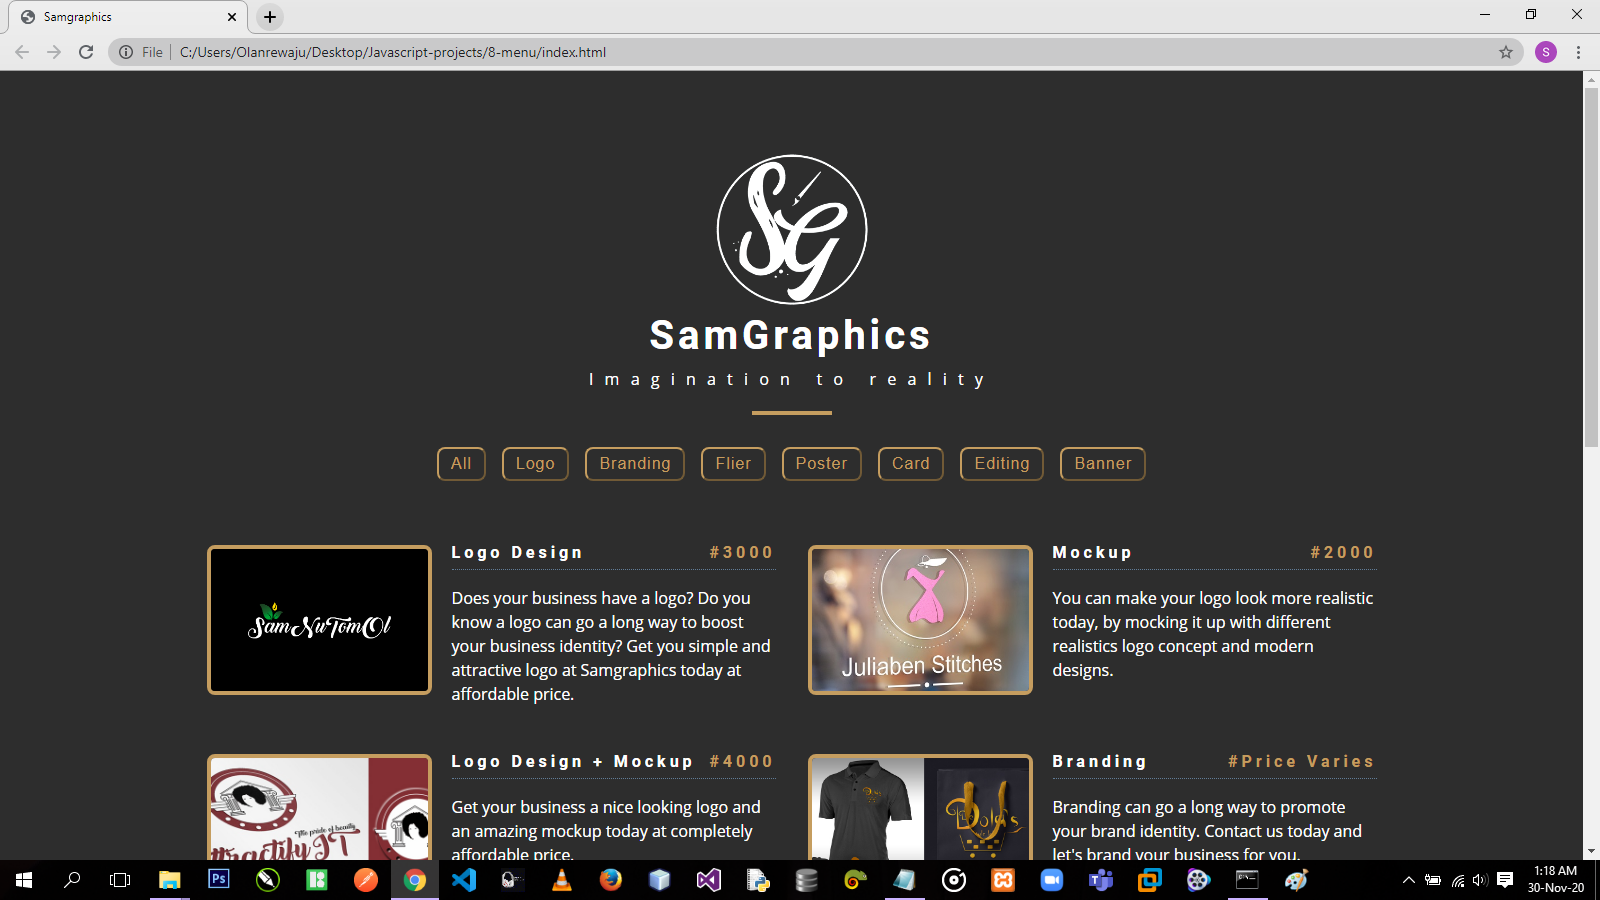 Samgraphics
File
C:/Users/Olanrewaju/Desktop/Javascript-projects/8-menu/index.html
S
SG
SamGraphics
Imagination to reality
All Logo Branding Flier Poster Card Editing Banner
SamNuTomOl
Logo Design #3000
Does your business have a logo? Do you
know a logo can go a long way to boost
your business identity? Get you simple and
attractive logo at Samgraphics today at
affordable price.
Juliaben Stitches
Mockup #2000
You can make your logo look more realistic
today, by mocking it up with different
realistics logo concept and modern
designs.
The pride of beauty
Logo Design + Mockup #4000
Get your business a nice looking logo and
an amazing mockup today at completely
affordable price.
Branding #Price Varies
Branding can go a long way to promote
your brand identity. Contact us today and
let's brand your business for you.
Ps
1:18 AM
30-Nov-20